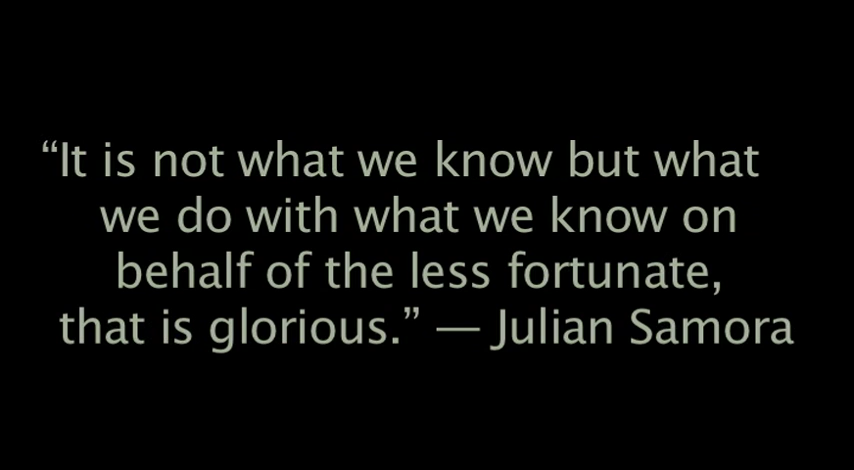 “It is not what we know but what
we do with what we know on
behalf of the less fortunate,
that is glorious.” — Julian Samora